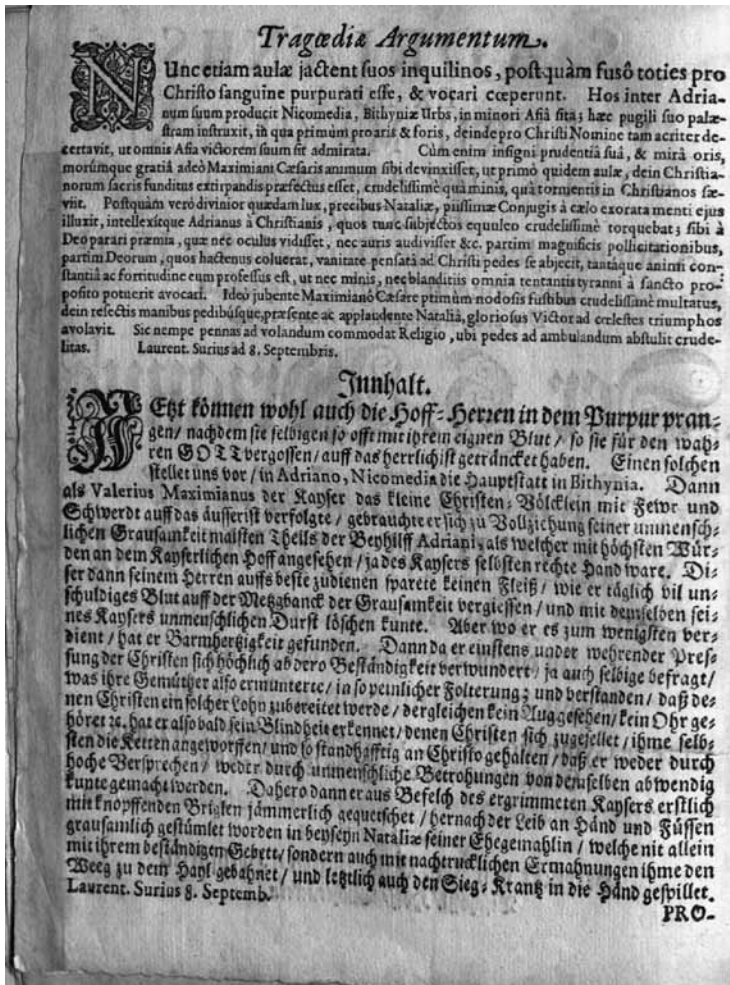 Tragœdiæ Argumentum.
NUnc etiam aulæ jactent suos inquilinos, postquàm fusô toties pro
Christo sanguine purpurati esse, & vocari cœperunt. Hos inter Adria-
num suum producit Nicomedia, Bithyniæ Urbs, in minori Asiâ sita; hæc pugili suo palæ-
stram instruxit, in qua primùm pro aris & foris, deinde pro Christi Nomine tam acriter de-
certavit, ut omnis Asia victorem suum sit admirata. Cùm enim insigni prudentiâ suâ, & mirâ oris,
morúmque gratiâ adeò Maximiani Cæsaris animum sibi devinxisset, ut primò quidem aulæ, dein Christia-
norum sacris funditus extirpandis præfectus esset, crudelissimè quà minis, quà tormentis in Christianos sæ-
viit. Postquàm verò divinior quædam lux, precibus Nataliæ, piissimæ Conjugis à cælo exorata menti ejus
illuxit, intellexitque Adrianus à Christianis, quos tunc subjectos equuleo crudelissimè torquebat; sibi à
Deo parari præmia, quæ nec oculus vidisset, nec auris audivisset &c. partim magnificis pollicitationibus,
partim Deorum, quos hactenus coluerat, vanitate pensatâ ad Christi pedes se abjecit, tantáque animi con-
stantiâ ac fortitudine eum professus est, ut nec minis, nec blanditiis omnia tentantis tyranni à sancto pro-
posito potuerit avocari. Ideò jubente Maximianô Cæsare primùm nodosis fustibus crudelissimè multatus,
dein resectis manibus pedibúsque, præsente ac applaudente Nataliâ, gloriosus Victor ad cœlestes triumphos
avolavit. Sic nempe pennas ad volandum commodat Religio, ubi pedes ad ambulandum abstulit crude-
litas. Laurent. Surius ad 8. Septembris.
Innhalt.
JEtzt können wohl auch die Hoff-Herren in dem Purpur pran-
gen/ nachdem sie selbigen so offt mit ihrem eignen Blut / so sie für den wah-
ren GOTT vergossen/ auff das herrlichist geträncket haben. Einen solchen
stellet uns vor/ in Adriano, Nicomedia die Hauptstatt in Bithynia. Dann
als Valerius Maximianus der Kayser das kleine Christen-Völcklein mit Fewr und
Schwerdt auff das äusserist verfolgte/ gebrauchte er sich zu Vollziehung seiner unmensch-
lichen Grausamkeit maisten Theils der Beyhilff Adriani, als welcher mit höchsten Wür-
den an dem Kayserlichen Hoff angesehen/ ja des Kaysers selbsten rechte Hand ware. Di-
ser dann seinem Herren auffs beste zu dienen sparete keinen Fleiß/ wie er täglich vil un-
schuldiges Blut auff der Metzgbanck der Grausamkeit vergiessen/ und mit demselben sei-
nes Kaysers unmenschlichen Durst löschen kunte. Aber wo er es zum wenigsten ver-
dient/ hat er Barmhertzigkeit gefunden. Dann da er einstens under wehrender Pres-
sung der Christen sich höchlich ab dero Beständigkeit verwundert/ ja auch selbige befragt/
was ihre Gemüther also ermunterte/ in so peinlicher Folterung; und verstanden/ daß de-
nen Christen ein solcher Lohn zubereitet werde/ dergleichen kein Aug gesehen/ kein Ohr ge-
höret ꝛc. hat er alsobald sein Blindheit erkennet/ denen Christen sich zugesellet/ ihme selb-
sten die Ketten angeworffen/ und so standhafftig an Christo gehalten/ daß er weder durch
hoche Versprechen/ weder durch unmenschliche Betrohungen von demselben abwendig
kunte gemacht werden. Dahero dann er aus Befelch des ergrimmeten Kaysers erstlich
mit knopffenden Briglen jämmerlich gequetschet/ hernach der Leib an Händ und Füssen
grausamlich gestümlet worden in beyseyn Nataliæ seiner Ehegemahlin/ welche nit allein
mit ihrem beständigen Gebett/ sondern auch mit nachtrucklichen Ermahnungen ihme den
Weeg zu dem Hayl gebahnet/ und letztlich auch den Sieg-Krantz in die Händ gespillet.
Laurent. Surius 8. Septemb.
PRO-